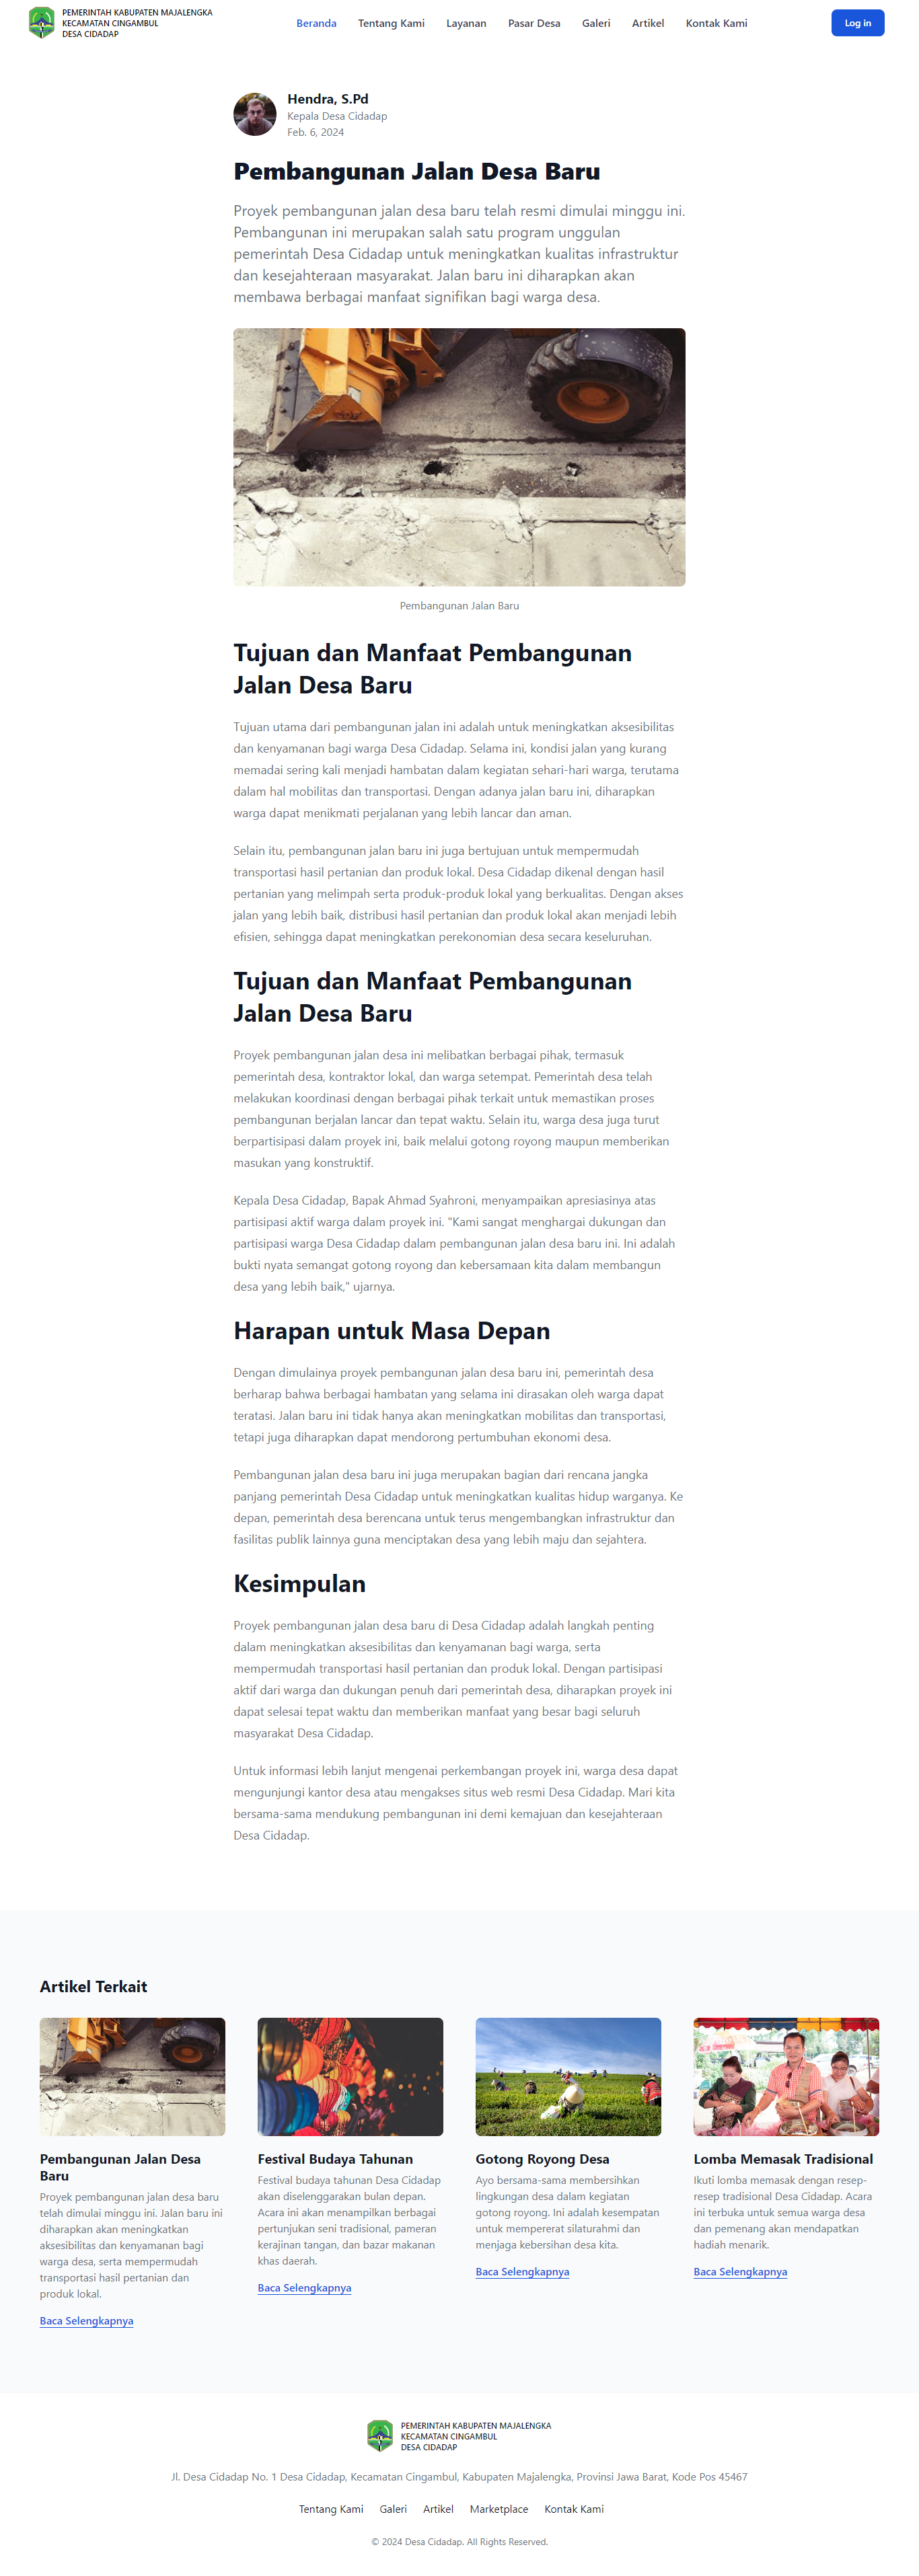 PEMERINTAH KABUPATEN MAJALENGKA
KECAMATAN CINGAMBUL
DESA CIDADAP
Beranda Tentang Kami Layanan Pasar Desa Galeri Artikel Kontak Kami
Log in
Hendra, S.Pd
Kepala Desa Cidadap
Feb. 6, 2024
Pembangunan Jalan Desa Baru
Proyek pembangunan jalan desa baru telah resmi dimulai minggu ini.
Pembangunan ini merupakan salah satu program unggulan
pemerintah Desa Cidadap untuk meningkatkan kualitas infrastruktur
dan kesejahteraan masyarakat. Jalan baru ini diharapkan akan
membawa berbagai manfaat signifikan bagi warga desa.
Pembangunan Jalan Baru
Tujuan dan Manfaat Pembangunan
Jalan Desa Baru
Tujuan utama dari pembangunan jalan ini adalah untuk meningkatkan aksesibilitas
dan kenyamanan bagi warga Desa Cidadap. Selama ini, kondisi jalan yang kurang
memadai sering kali menjadi hambatan dalam kegiatan sehari-hari warga, terutama
dalam hal mobilitas dan transportasi. Dengan adanya jalan baru ini, diharapkan
warga dapat menikmati perjalanan yang lebih lancar dan aman.
Selain itu, pembangunan jalan baru ini juga bertujuan untuk mempermudah
transportasi hasil pertanian dan produk lokal. Desa Cidadap dikenal dengan hasil
pertanian yang melimpah serta produk-produk lokal yang berkualitas. Dengan akses
jalan yang lebih baik, distribusi hasil pertanian dan produk lokal akan menjadi lebih
efisien, sehingga dapat meningkatkan perekonomian desa secara keseluruhan.
Tujuan dan Manfaat Pembangunan
Jalan Desa Baru
Proyek pembangunan jalan desa ini melibatkan berbagai pihak, termasuk
pemerintah desa, kontraktor lokal, dan warga setempat. Pemerintah desa telah
melakukan koordinasi dengan berbagai pihak terkait untuk memastikan proses
pembangunan berjalan lancar dan tepat waktu. Selain itu, warga desa juga turut
berpartisipasi dalam proyek ini, baik melalui gotong royong maupun memberikan
masukan yang konstruktif.
Kepala Desa Cidadap, Bapak Ahmad Syahroni, menyampaikan apresiasinya atas
partisipasi aktif warga dalam proyek ini. "Kami sangat menghargai dukungan dan
partisipasi warga Desa Cidadap dalam pembangunan jalan desa baru ini. Ini adalah
bukti nyata semangat gotong royong dan kebersamaan kita dalam membangun
desa yang lebih baik," ujarnya.
Harapan untuk Masa Depan
Dengan dimulainya proyek pembangunan jalan desa baru ini, pemerintah desa
berharap bahwa berbagai hambatan yang selama ini dirasakan oleh warga dapat
teratasi. Jalan baru ini tidak hanya akan meningkatkan mobilitas dan transportasi,
tetapi juga diharapkan dapat mendorong pertumbuhan ekonomi desa.
Pembangunan jalan desa baru ini juga merupakan bagian dari rencana jangka
panjang pemerintah Desa Cidadap untuk meningkatkan kualitas hidup warganya. Ke
depan, pemerintah desa berencana untuk terus mengembangkan infrastruktur dan
fasilitas publik lainnya guna menciptakan desa yang lebih maju dan sejahtera.
Kesimpulan
Proyek pembangunan jalan desa baru di Desa Cidadap adalah langkah penting
dalam meningkatkan aksesibilitas dan kenyamanan bagi warga, serta
mempermudah transportasi hasil pertanian dan produk lokal. Dengan partisipasi
aktif dari warga dan dukungan penuh dari pemerintah desa, diharapkan proyek ini
dapat selesai tepat waktu dan memberikan manfaat yang besar bagi seluruh
masyarakat Desa Cidadap.
Untuk informasi lebih lanjut mengenai perkembangan proyek ini, warga desa dapat
mengunjungi kantor desa atau mengakses situs web resmi Desa Cidadap. Mari kita
bersama-sama mendukung pembangunan ini demi kemajuan dan kesejahteraan
Desa Cidadap.
Artikel Terkait
Pembangunan Jalan Desa
Baru
Proyek pembangunan jalan desa baru
telah dimulai minggu ini. Jalan baru ini
diharapkan akan meningkatkan
aksesibilitas dan kenyamanan bagi
warga desa, serta mempermudah
transportasi hasil pertanian dan
produk lokal.
Baca Selengkapnya
Festival Budaya Tahunan
Festival budaya tahunan Desa Cidadap
akan diselenggarakan bulan depan.
Acara ini akan menampilkan berbagai
pertunjukan seni tradisional, pameran
kerajinan tangan, dan bazar makanan
khas daerah.
Baca Selengkapnya
Gotong Royong Desa
Ayo bersama-sama membersihkan
lingkungan desa dalam kegiatan
gotong royong. Ini adalah kesempatan
untuk mempererat silaturahmi dan
menjaga kebersihan desa kita.
Baca Selengkapnya
Lomba Memasak Tradisional
Ikuti lomba memasak dengan resep-
resep tradisional Desa Cidadap. Acara
ini terbuka untuk semua warga desa
dan pemenang akan mendapatkan
hadiah menarik.
Baca Selengkapnya
PEMERINTAH KABUPATEN MAJALENGKA
KECAMATAN CINGAMBUL
DESA CIDADAP
Jl. Desa Cidadap No. 1 Desa Cidadap, Kecamatan Cingambul, Kabupaten Majalengka, Provinsi Jawa Barat, Kode Pos 45467
Tentang Kami Galeri Artikel Marketplace Kontak Kami
© 2024 Desa Cidadap. All Rights Reserved.